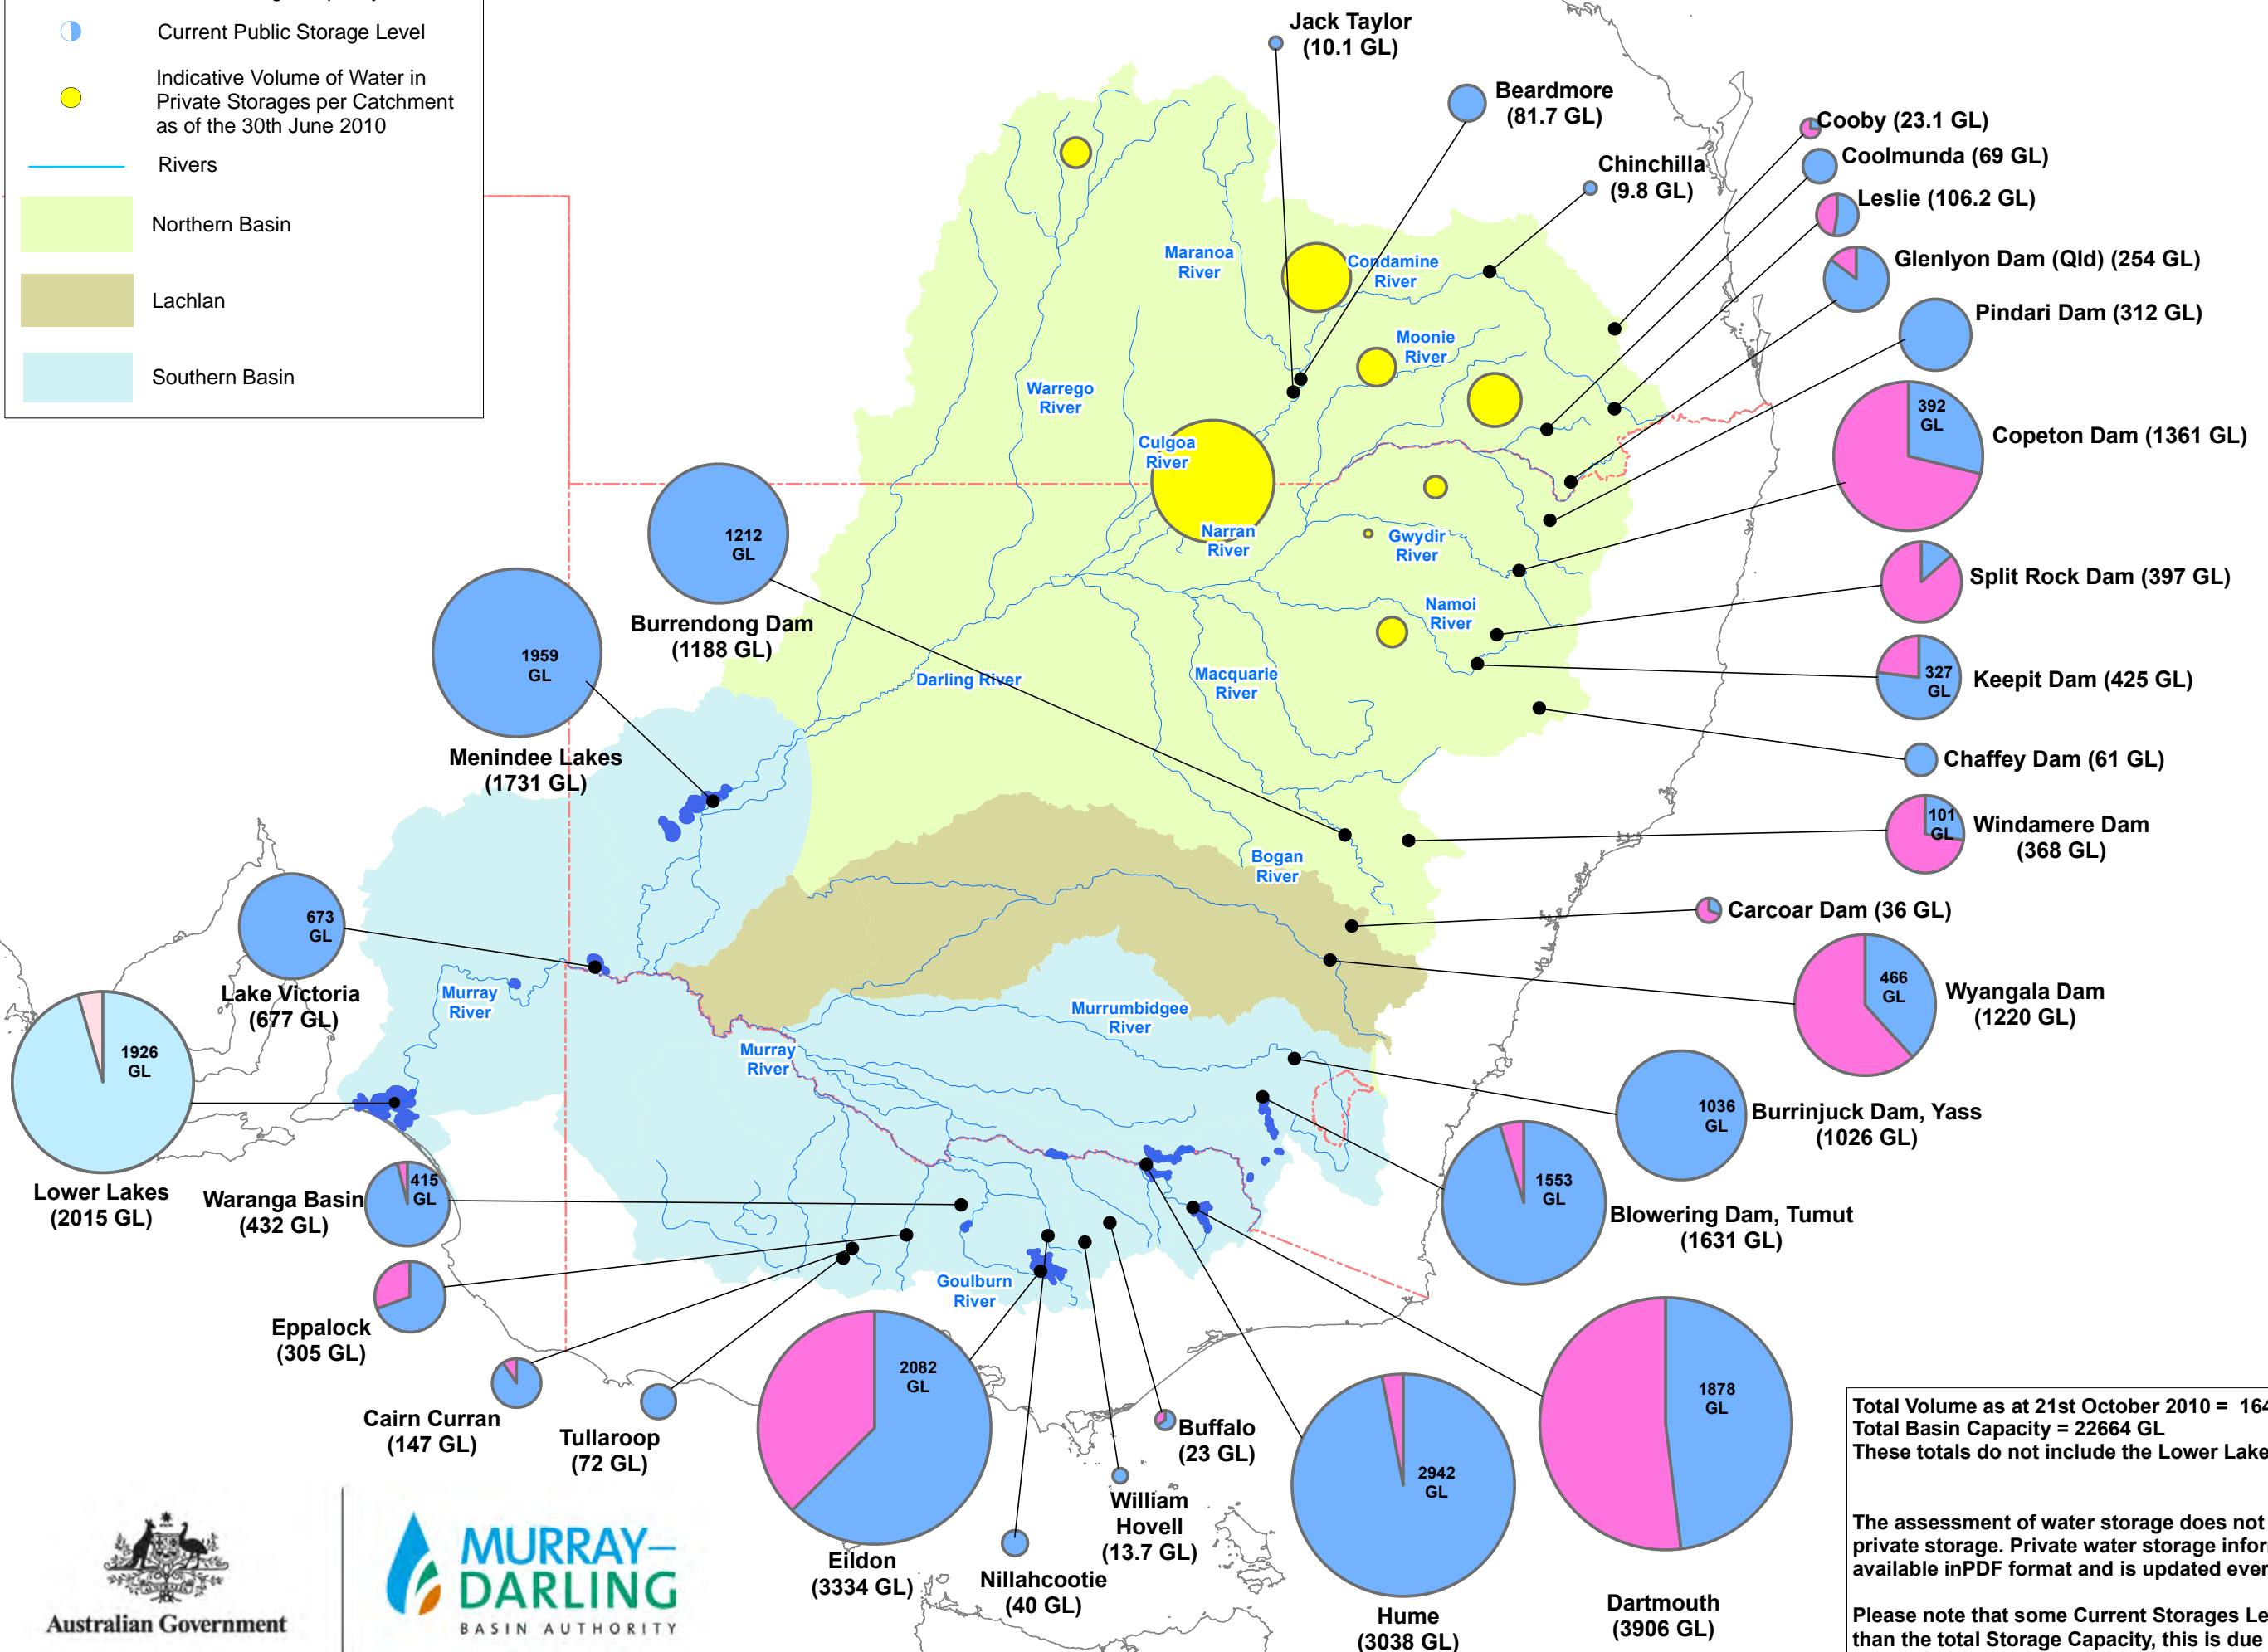 Current Public Storage Level
Indicative Volume of Water in
Private Storages per Catchment
as of the 30th June 2010
Rivers
Northern Basin
Lachlan
Southern Basin
Jack Taylor
(10.1 GL)
Beardmore
(81.7 GL)
Chinchilla
(9.8 GL)
Cooby (23.1 GL)
Coolmunda (69 GL)
Leslie (106.2 GL)
Glenlyon Dam (Qld) (254 GL)
Pindari Dam (312 GL)
392
GL
Copeton Dam (1361 GL)
Split Rock Dam (397 GL)
327
GL
Keepit Dam (425 GL)
Chaffey Dam (61 GL)
101
GL
Windamere Dam
(368 GL)
Carcoar Dam (36 GL)
466
GL
Wyangala Dam
(1220 GL)
1036
GL
Burrinjuck Dam, Yass
(1026 GL)
1553
GL
Blowering Dam, Tumut
(1631 GL)
Maranoa
River
Condamine
River
Moonie
River
Warrego
River
Culgoa
River
Narran
River
Gwydir
River
Namoi
River
Macquarie
River
Darling River
Bogan
River
Murrumbidgee
River
Murray
River
Murray
River
Goulburn
River
1212
GL
Burrendong Dam
(1188 GL)
1959
GL
Menindee Lakes
(1731 GL)
673
GL
Lake Victoria
(677 GL)
1926
GL
Lower Lakes
(2015 GL)
415
GL
Waranga Basin
(432 GL)
Eppalock
(305 GL)
Cairn Curran
(147 GL)
Tullaroop
(72 GL)
2082
GL
Eildon
(3334 GL)
Nillahcootie
(40 GL)
William
Hovell
(13.7 GL)
Buffalo
(23 GL)
2942
GL
Hume
(3038 GL)
1878
GL
Dartmouth
(3906 GL)
Total Volume as at 21st October 2010 = 164
Total Basin Capacity = 22664 GL
These totals do not include the Lower Lake
The assessment of water storage does not
private storage. Private water storage infor
available inPDF format and is updated ever
Please note that some Current Storages Le
than the total Storage Capacity, this is due
Australian Government
MURRAY–
DARLING
BASIN AUTHORITY